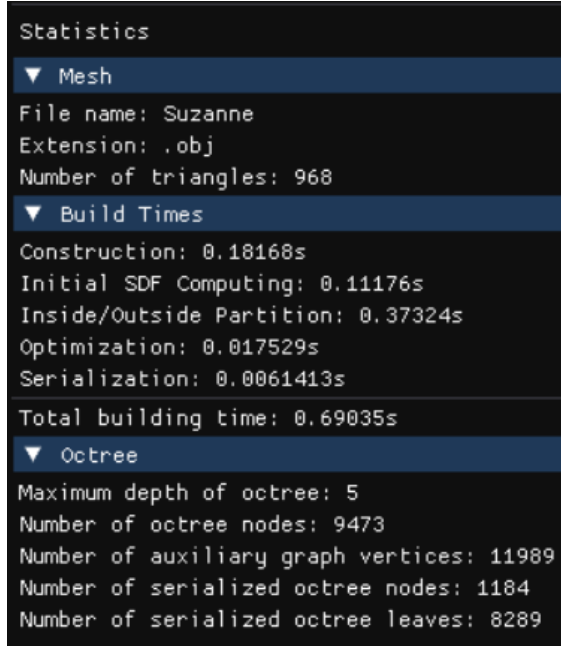 Statistics
▼ Mesh
File name: Suzanne
Extension: .obj
Number of triangles: 968
▼ Build Times
Construction: 0.18168s
Initial SDF Computing: 0.11176s
Inside/Outside Partition: 0.37324s
Optimization: 0.017529s
Serialization: 0.0061413s
Total building time: 0.69035s
▼ Octree
Maximum depth of octree: 5
Number of octree nodes: 9473
Number of auxiliary graph vertices: 11989
Number of serialized octree nodes: 1184
Number of serialized octree leaves: 8289